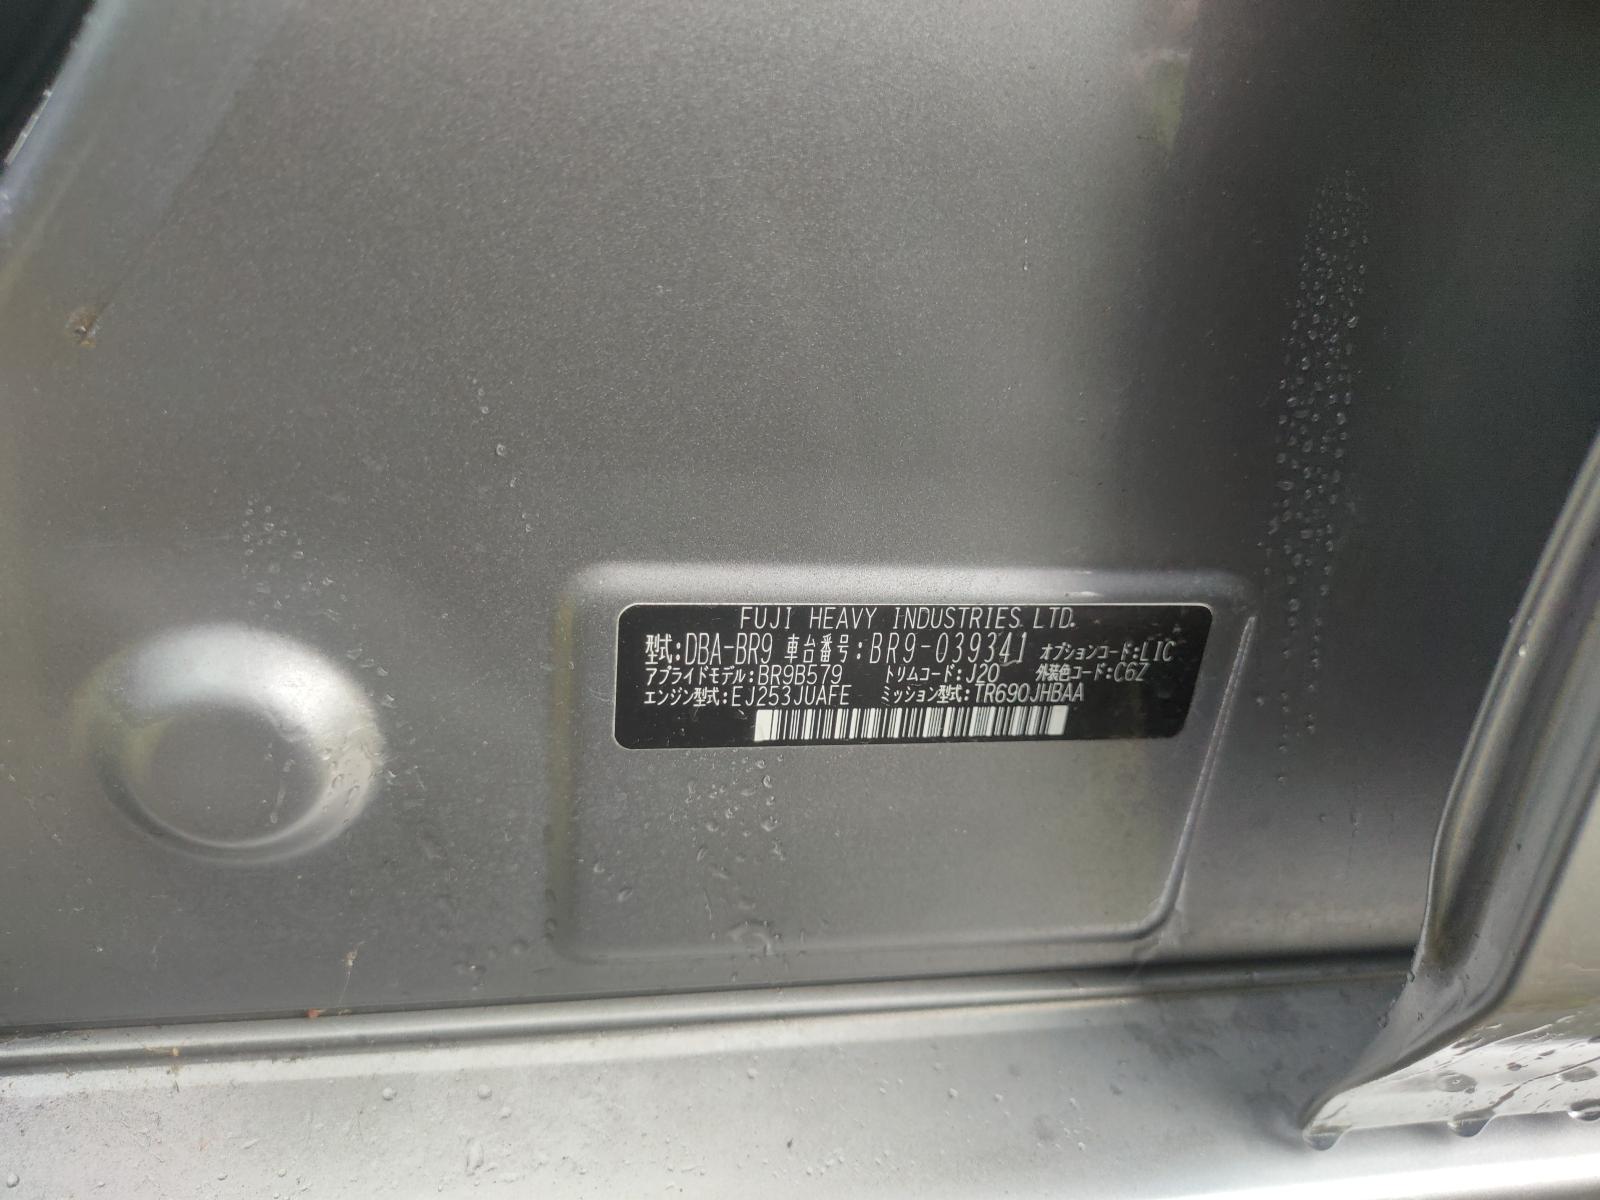 FUJI HEAVY INDUSTRIES LTD.
型式:DBA-BR9 車台番号:BR9-039341 オプションコード:LIC
アプライドモデル:BR9B579 トリムコード:J20 外装色コード:C6Z
エンジン型式:EJ253JUAFE ミッション型式:TR690JHBAA